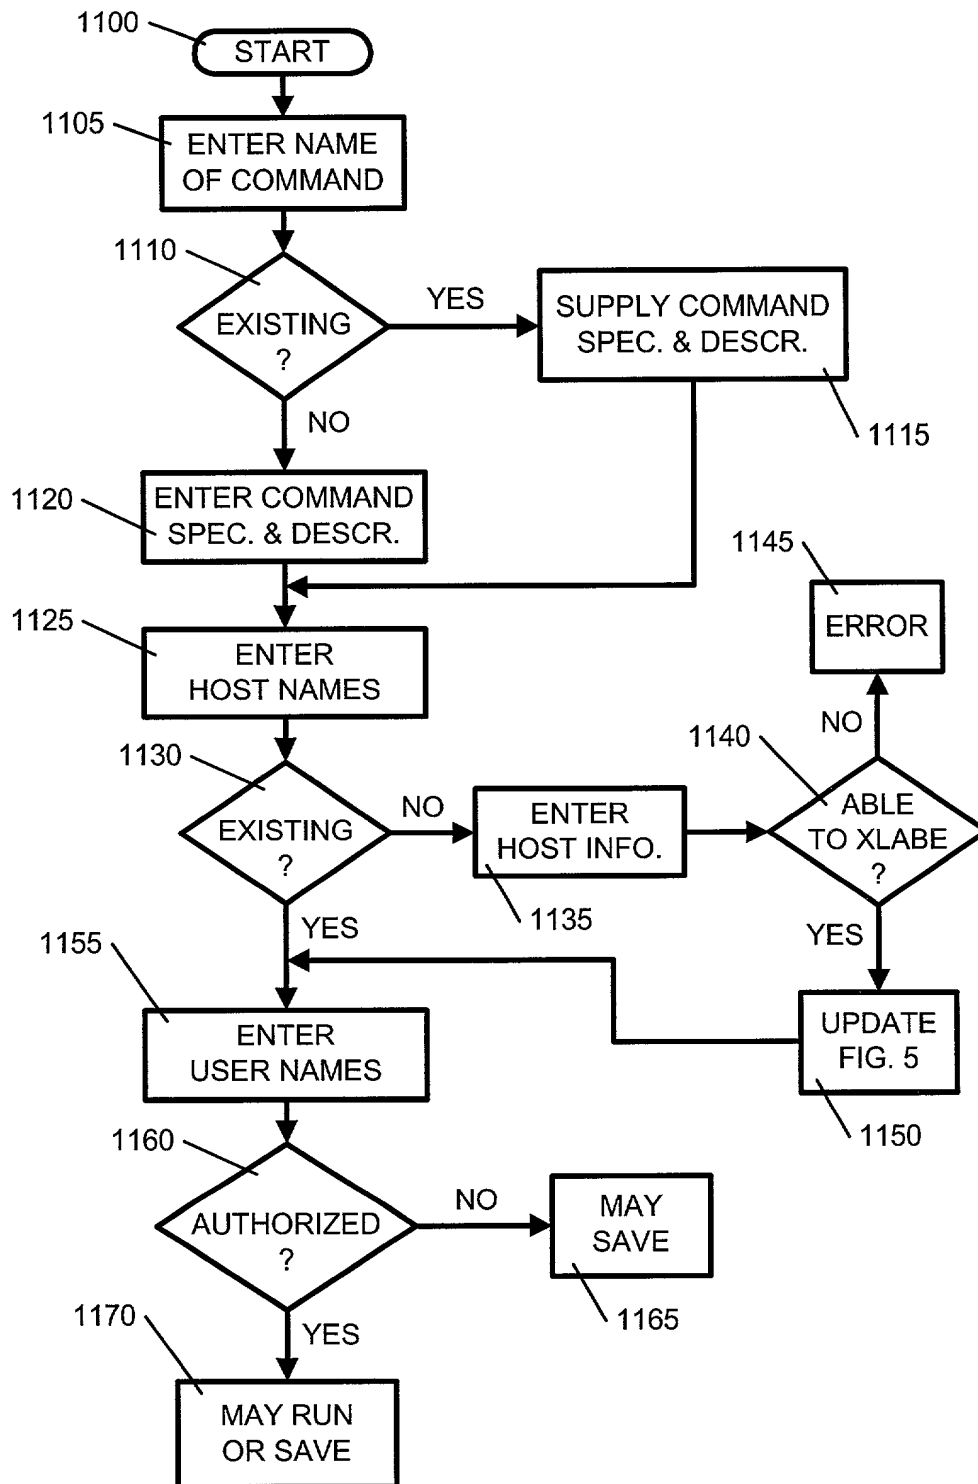 1100
START
1105
ENTER NAME
OF COMMAND
1110
EXISTING
?
YES
SUPPLY COMMAND
SPEC. & DESCR.
1115
NO
1120
ENTER COMMAND
SPEC. & DESCR.
1125
ENTER
HOST NAMES
1130
EXISTING
?
NO
ENTER
HOST INFO.
1135
1140
ABLE
TO XLABE
?
NO
1145
ERROR
YES
UPDATE
FIG. 5
1150
YES
1155
ENTER
USER NAMES
1160
AUTHORIZED
?
NO
MAY
SAVE
1165
YES
1170
MAY RUN
OR SAVE